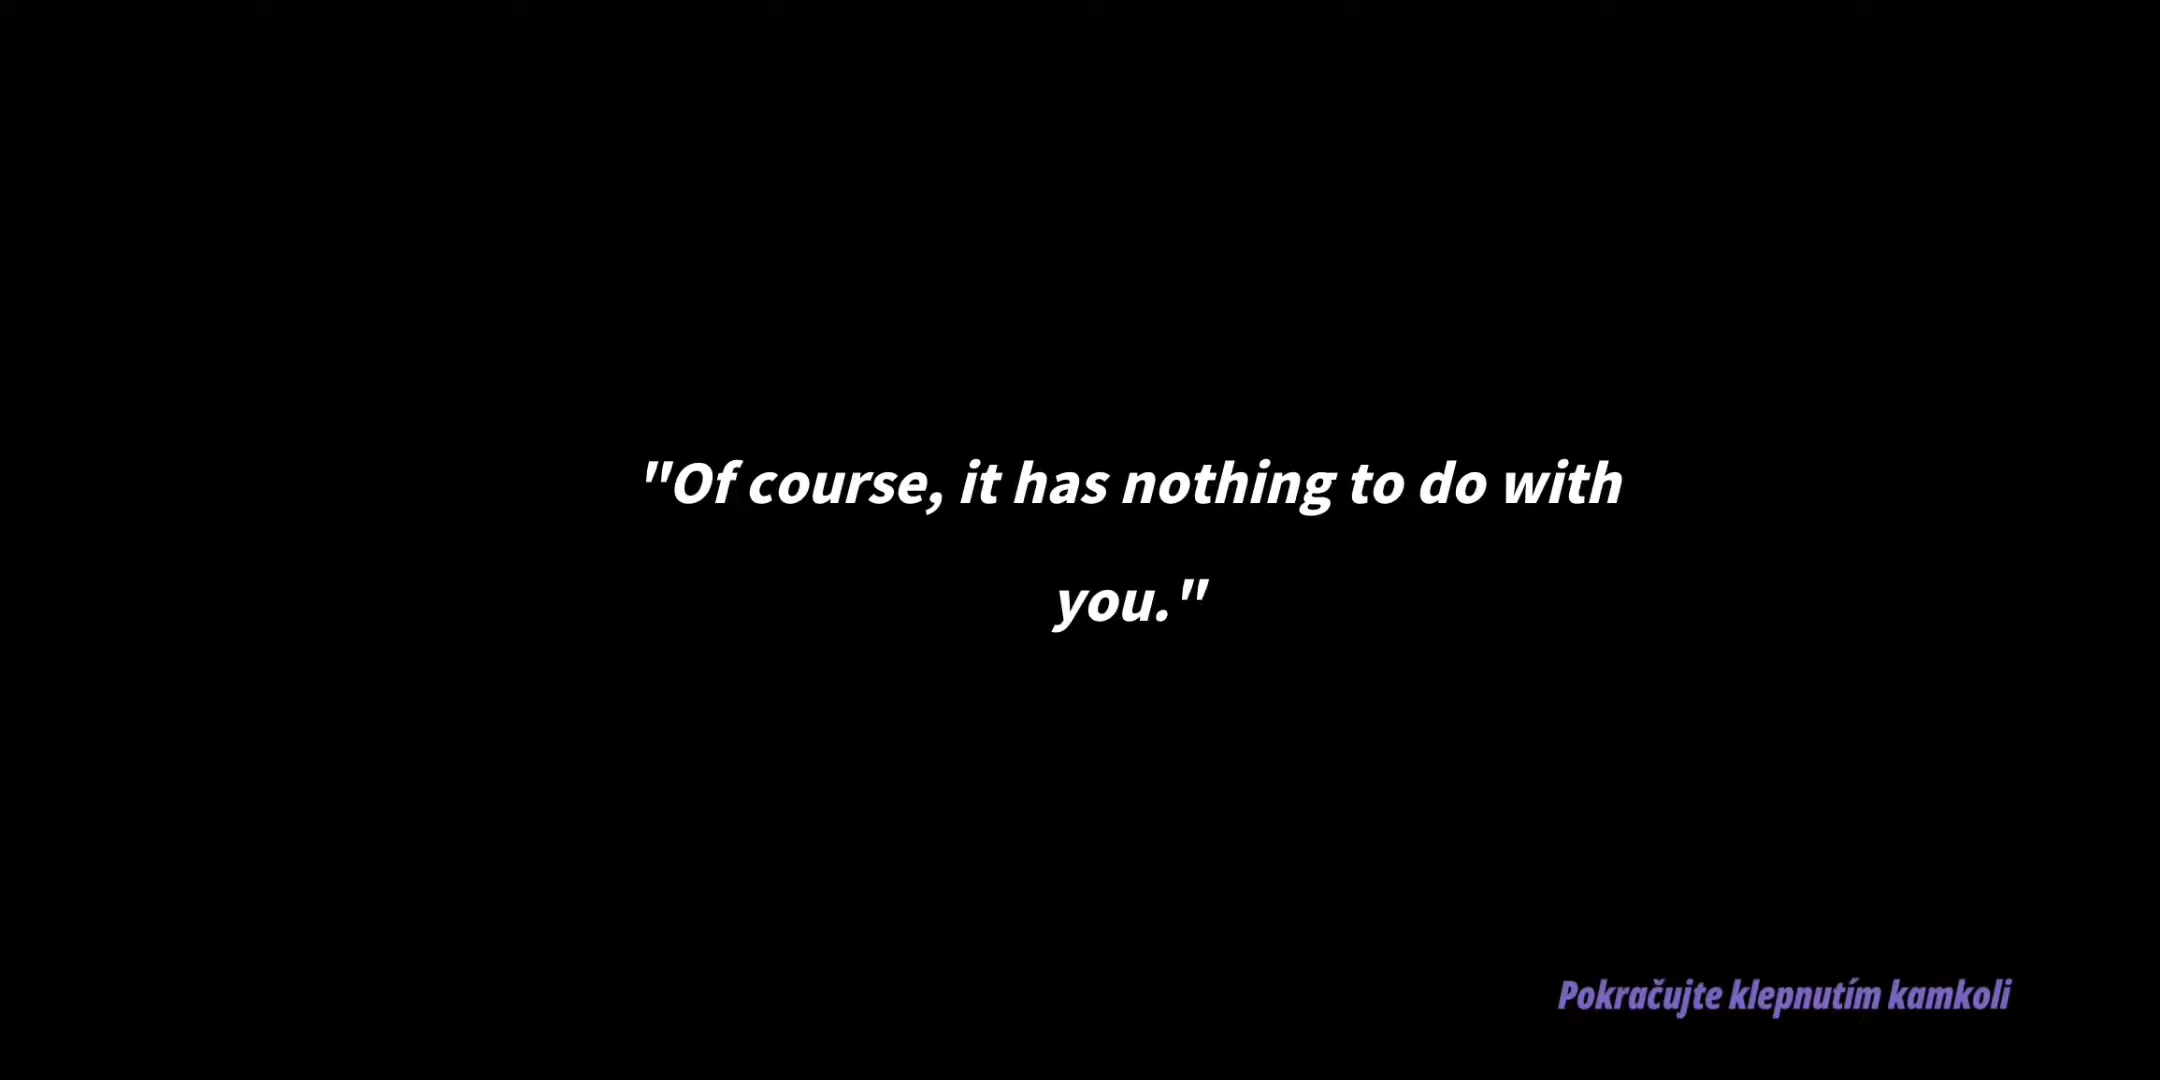 "Of course, it has nothing to do with
you."
Pokračujte klepnutím kamkoli